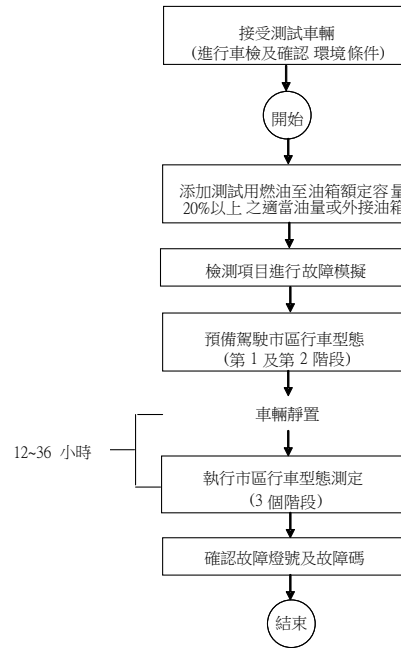 接受測試車輛
(進行車檢及確認 環境條件)
開始
添加測試用燃油至油箱額定容量
20%以上 之適當油量或外接油箱
檢測項目進行故障模擬
預備駕駛市區行車型態
(第 1 及第 2 階段)
車輛靜置
12~36 小時
執行市區行車型態測定
(3 個階段)
確認故障燈號及故障碼
結束